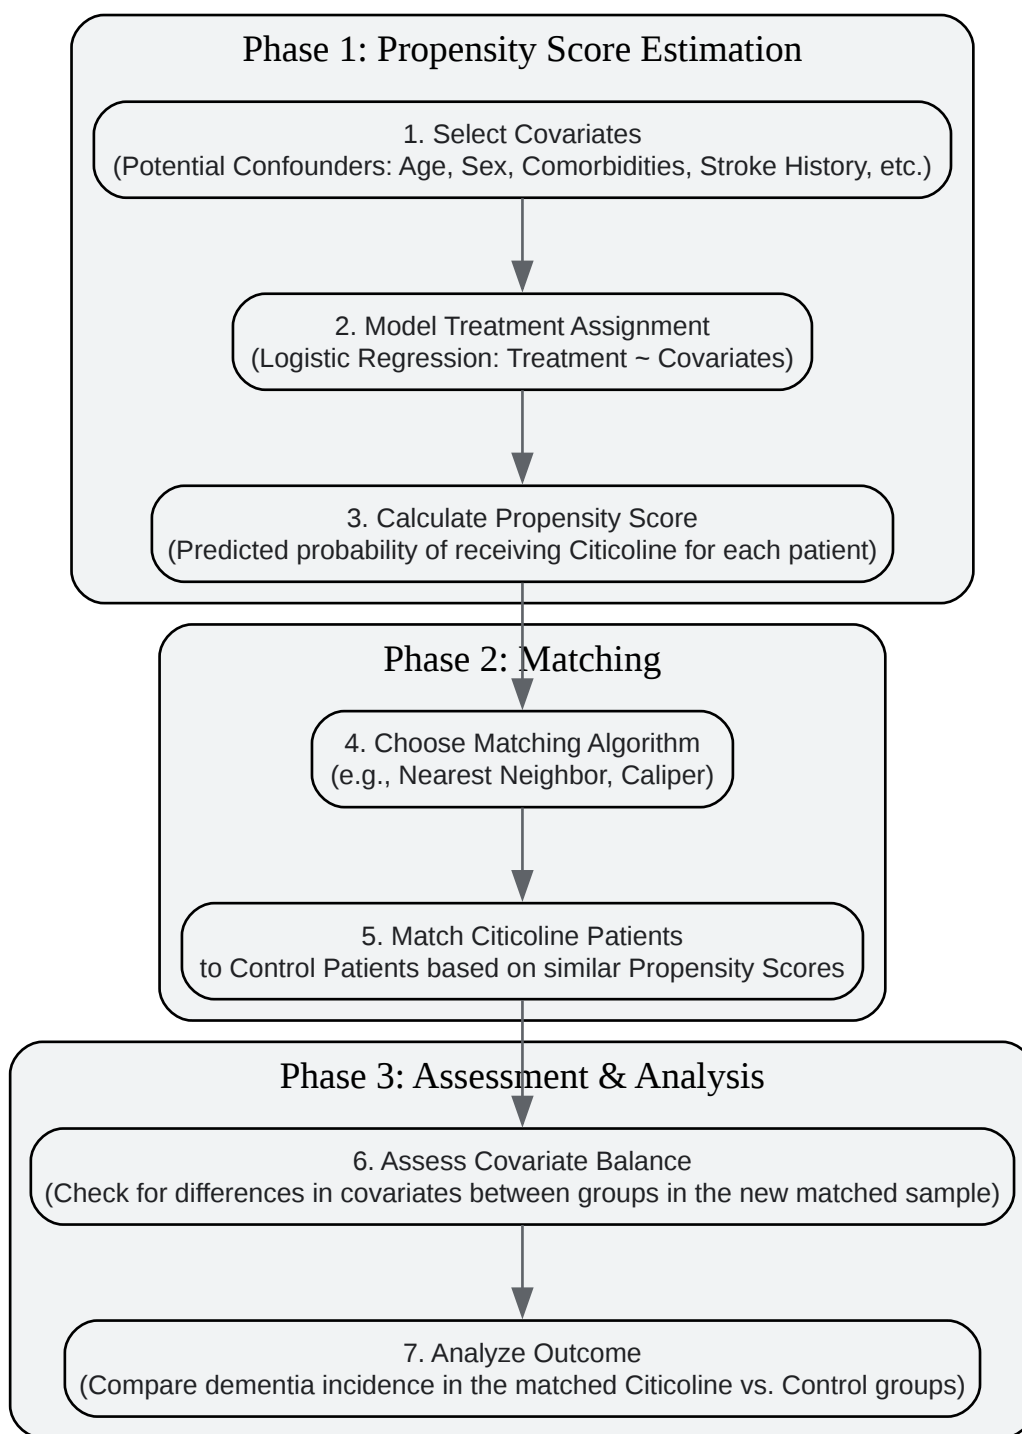 Phase 1: Propensity Score Estimation
1. Select Covariates
(Potential Confounders: Age, Sex, Comorbidities, Stroke History, etc.)
2. Model Treatment Assignment
(Logistic Regression: Treatment ~ Covariates)
3. Calculate Propensity Score
(Predicted probability of receiving Citicoline for each patient)
Phase 2: Matching
4. Choose Matching Algorithm
(e.g., Nearest Neighbor, Caliper)
5. Match Citicoline Patients
to Control Patients based on similar Propensity Scores
Phase 3: Assessment & Analysis
6. Assess Covariate Balance
(Check for differences in covariates between groups in the new matched sample)
7. Analyze Outcome
(Compare dementia incidence in the matched Citicoline vs. Control groups)